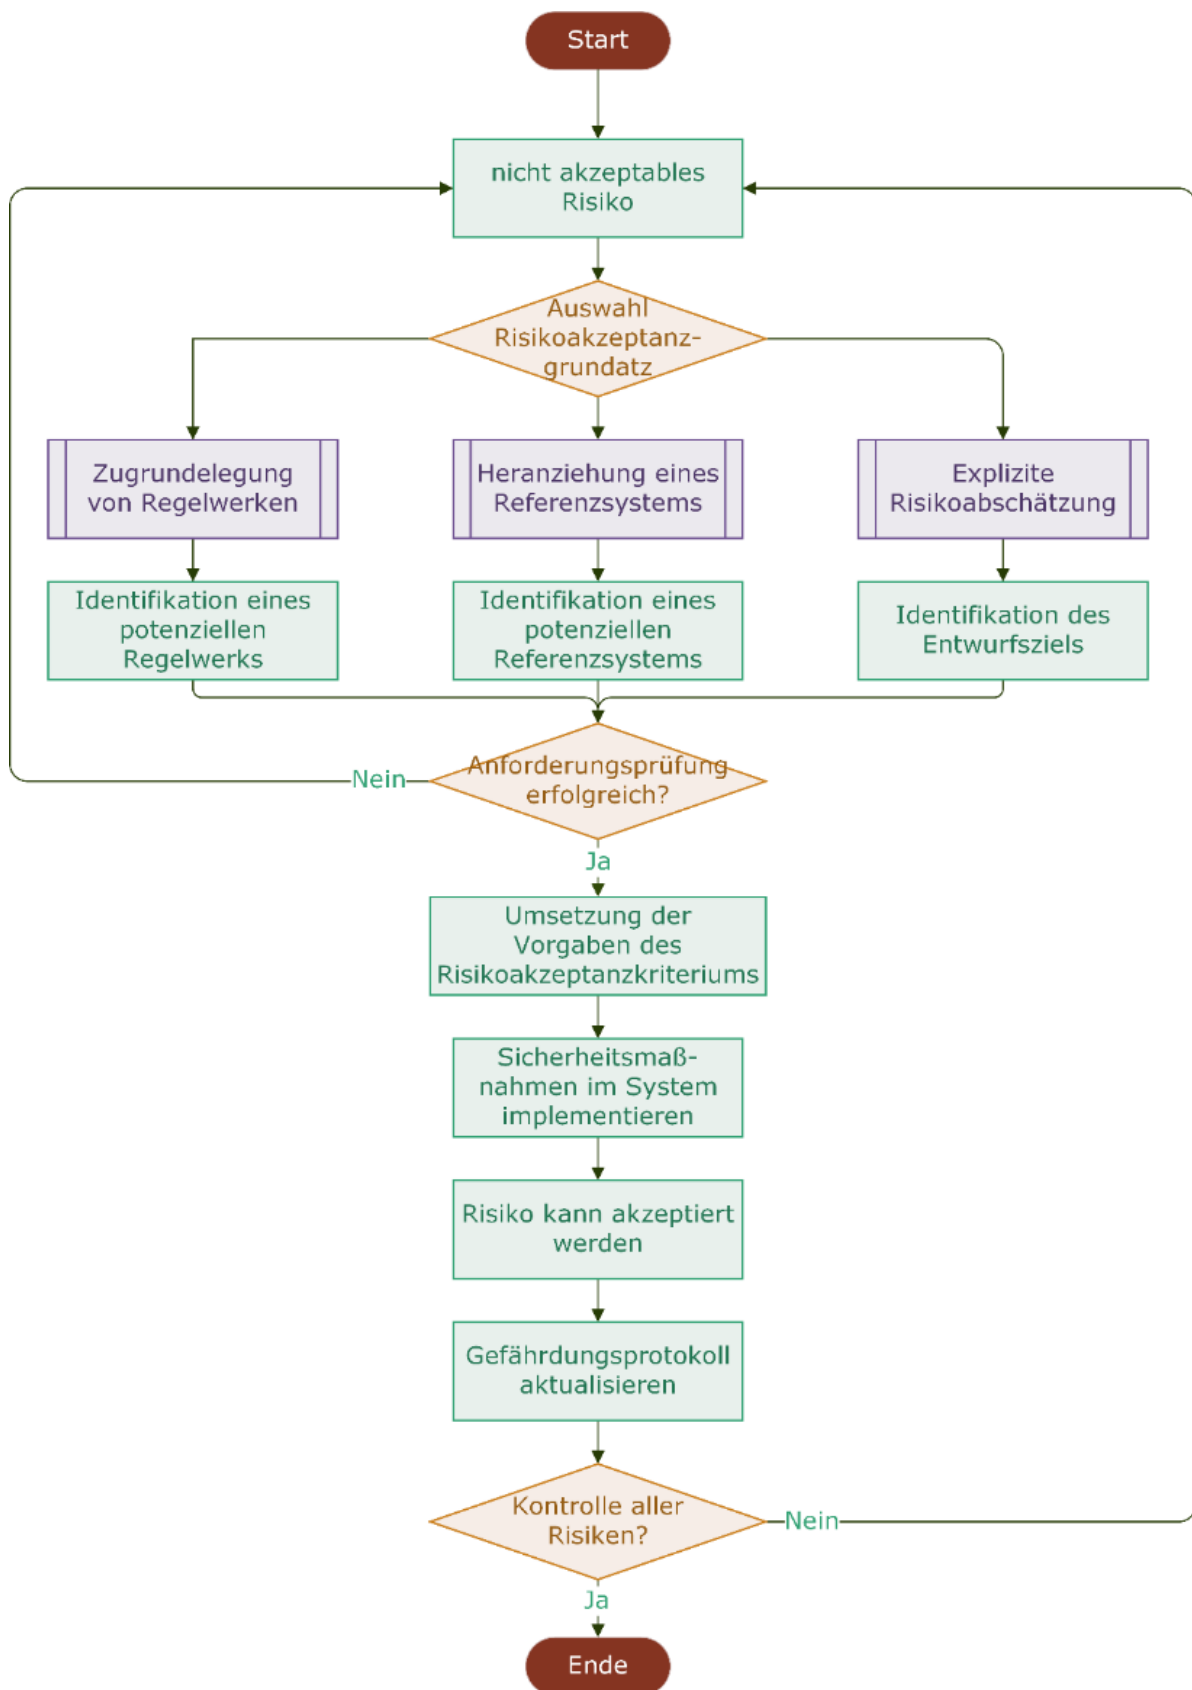 Start
nicht akzeptables
Risiko
Auswahl
Risikoakzeptanz-
grundatz
Zugrundelegung
von Regelwerken
Heranziehung eines
Referenzsystems
Explizite
Risikoabschätzung
Identifikation eines
potenziellen
Regelwerks
Identifikation eines
potenziellen
Referenzsystems
Identifikation des
Entwurfsziels
Anforderungsprüfung
erfolgreich?
Nein
Ja
Umsetzung der
Vorgaben des
Risikoakzeptanzkriteriums
Sicherheitsmaß-
nahmen im System
implementieren
Risiko kann akzeptiert
werden
Gefährdungsprotokoll
aktualisieren
Kontrolle aller
Risiken?
Nein
Ja
Ende